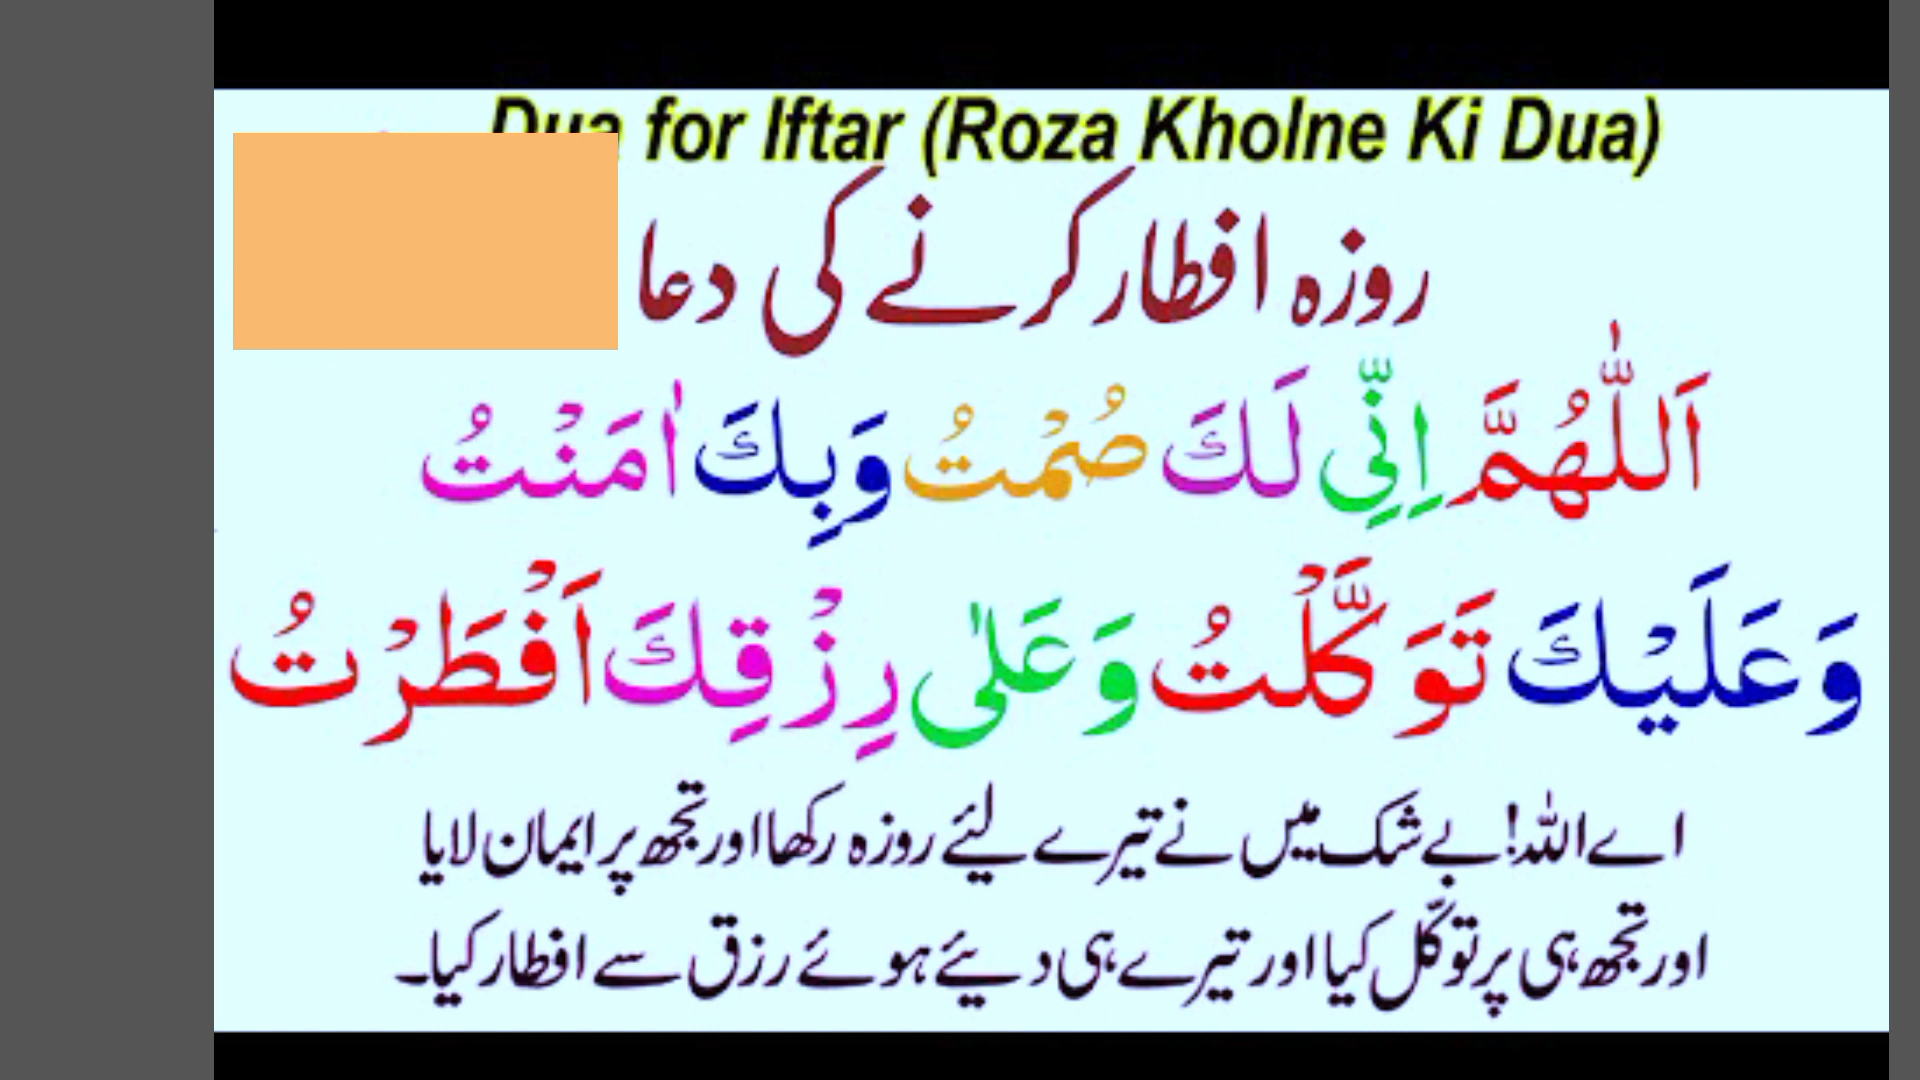 Dua for Iftar (Roza Kholne Ki Dua)
روزہ افطار کرنے کی دعا
اَللّٰهُمَّ اِنِّی لَکَ صُمْتُ وَبِکَ اٰمَنْتُ
وَعَلَیْکَ تَوَکَّلْتُ وَعَلٰی رِزْقِکَ اَفْطَرْتُ
اے اللہ! بے شک میں نے تیرے لئے روزہ رکھا اور تجھ پر ایمان لایا
اور تجھ ہی پر توکّل کیا اور تیرے ہی دیئے ہوئے رزق سے افطار کیا۔